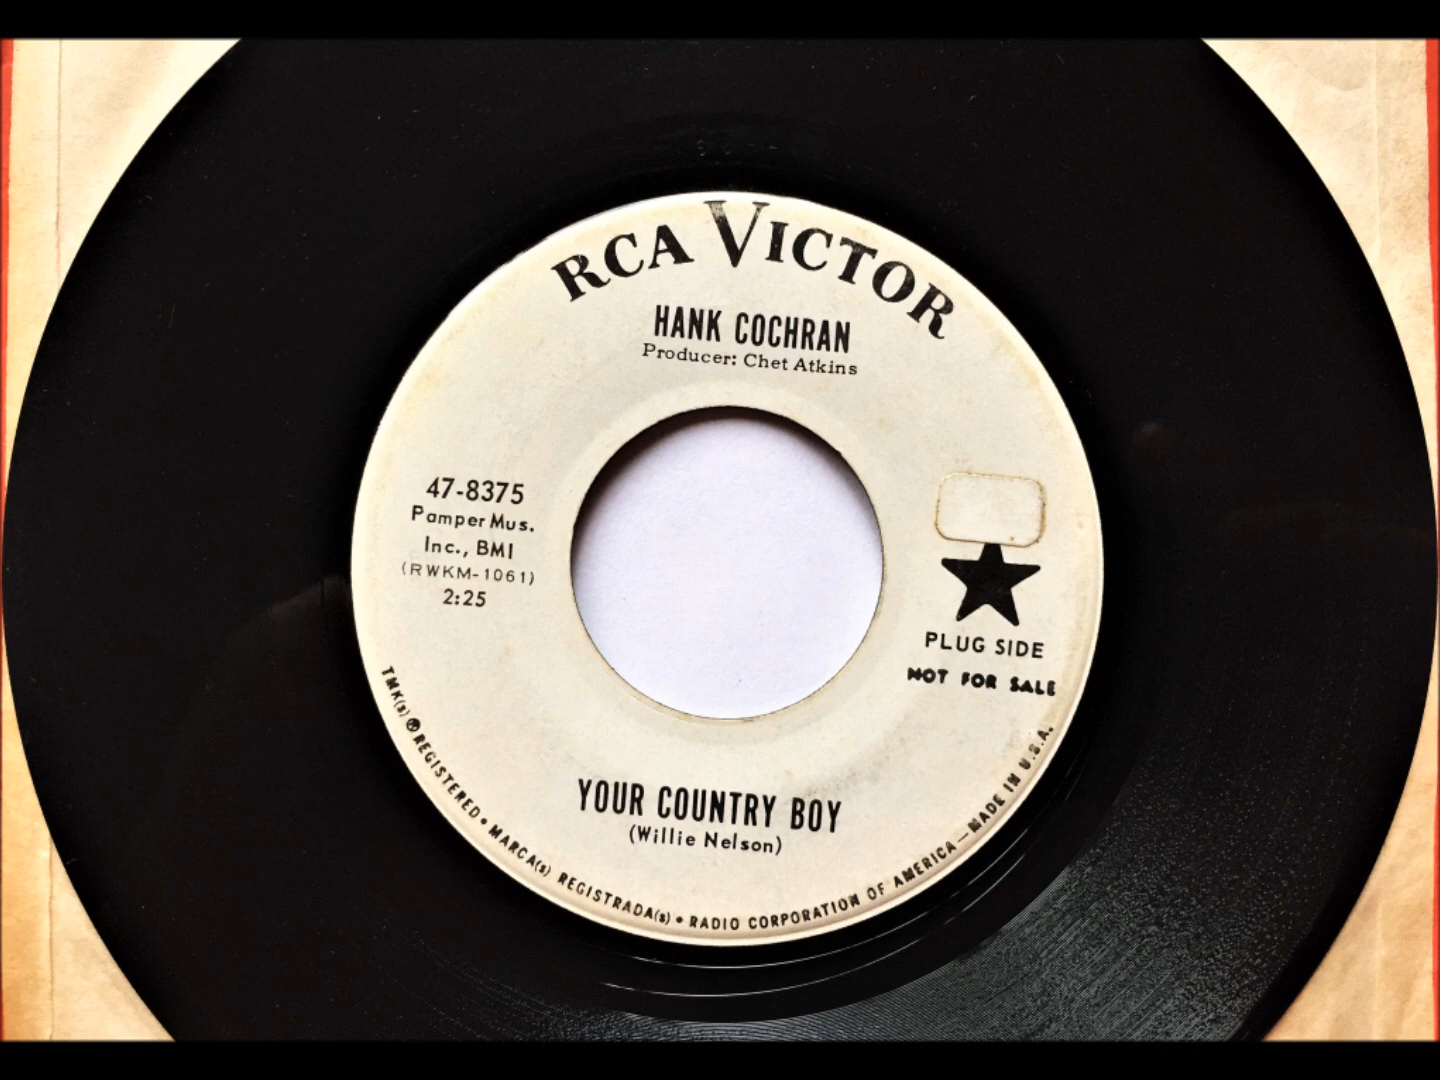 RCA VICTOR
HANK COCHRAN
Producer: Chet Atkins
47-8375
Pamper Mus.
Inc., BMI
(RWKM-1061)
2:25
PLUG SIDE
NOT FOR SALE
YOUR COUNTRY BOY
(Willie Nelson)
TMK(s) ® REGISTERED • MARCA(s) REGISTRADA(s) • RADIO CORPORATION OF AMERICA — MADE IN U.S.A.